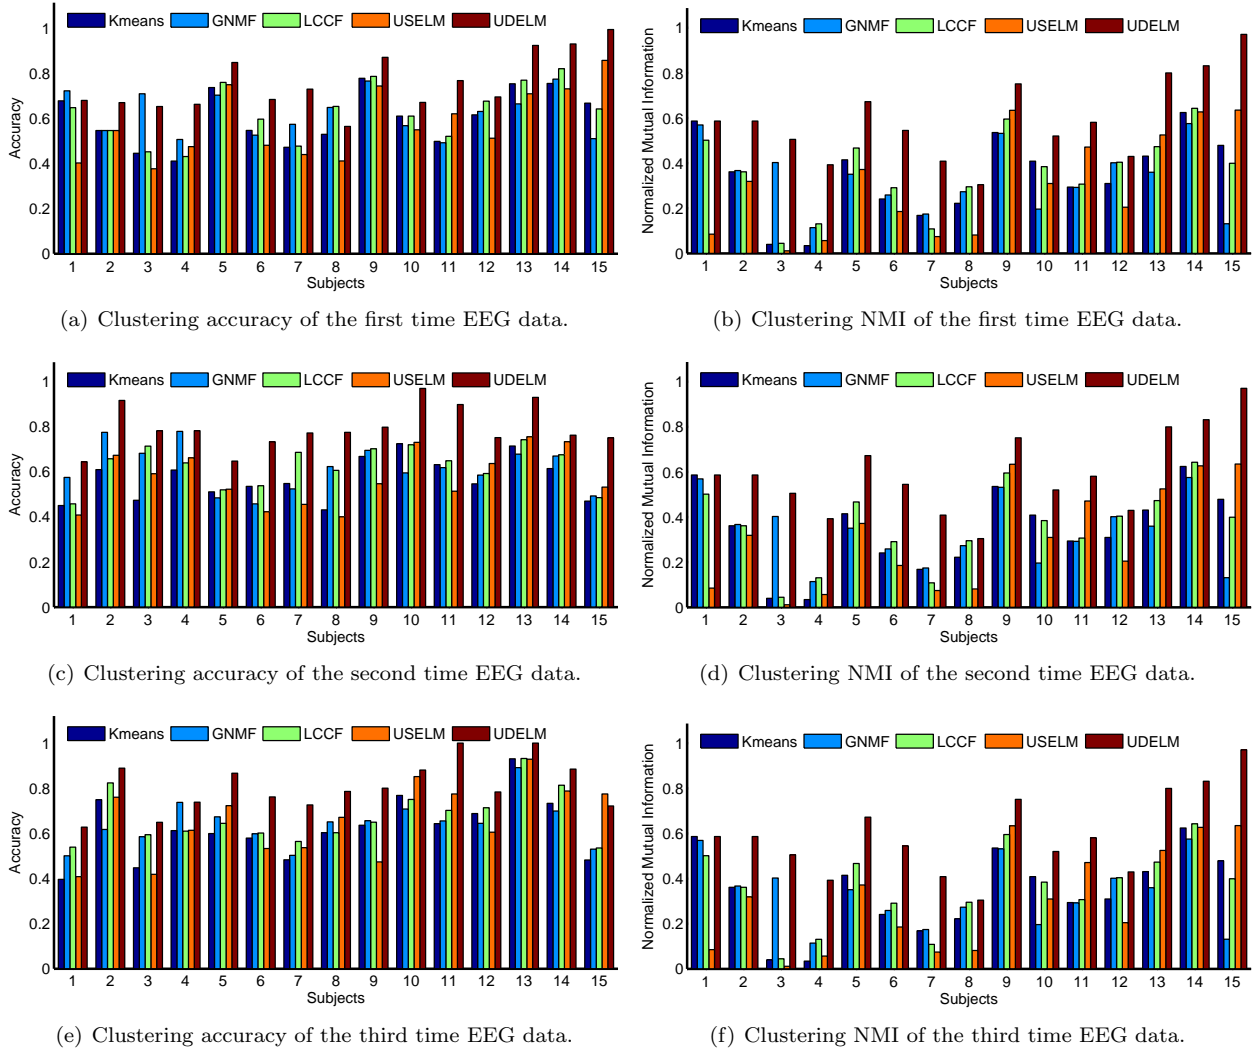 Kmeans GNMF LCCF USELM UDELM
Accuracy
1
0.8
0.6
0.4
0.2
0
1 2 3 4 5 6 7 8 9 10 11 12 13 14 15
Subjects
(a) Clustering accuracy of the first time EEG data.
Kmeans GNMF LCCF USELM UDELM
Normalized Mutual Information
1
0.8
0.6
0.4
0.2
0
1 2 3 4 5 6 7 8 9 10 11 12 13 14 15
Subjects
(b) Clustering NMI of the first time EEG data.
Kmeans GNMF LCCF USELM UDELM
Accuracy
1
0.8
0.6
0.4
0.2
0
1 2 3 4 5 6 7 8 9 10 11 12 13 14 15
Subjects
(c) Clustering accuracy of the second time EEG data.
Kmeans GNMF LCCF USELM UDELM
Normalized Mutual Information
1
0.8
0.6
0.4
0.2
0
1 2 3 4 5 6 7 8 9 10 11 12 13 14 15
Subjects
(d) Clustering NMI of the second time EEG data.
Kmeans GNMF LCCF USELM UDELM
Accuracy
1
0.8
0.6
0.4
0.2
0
1 2 3 4 5 6 7 8 9 10 11 12 13 14 15
Subjects
(e) Clustering accuracy of the third time EEG data.
Kmeans GNMF LCCF USELM UDELM
Normalized Mutual Information
1
0.8
0.6
0.4
0.2
0
1 2 3 4 5 6 7 8 9 10 11 12 13 14 15
Subjects
(f) Clustering NMI of the third time EEG data.